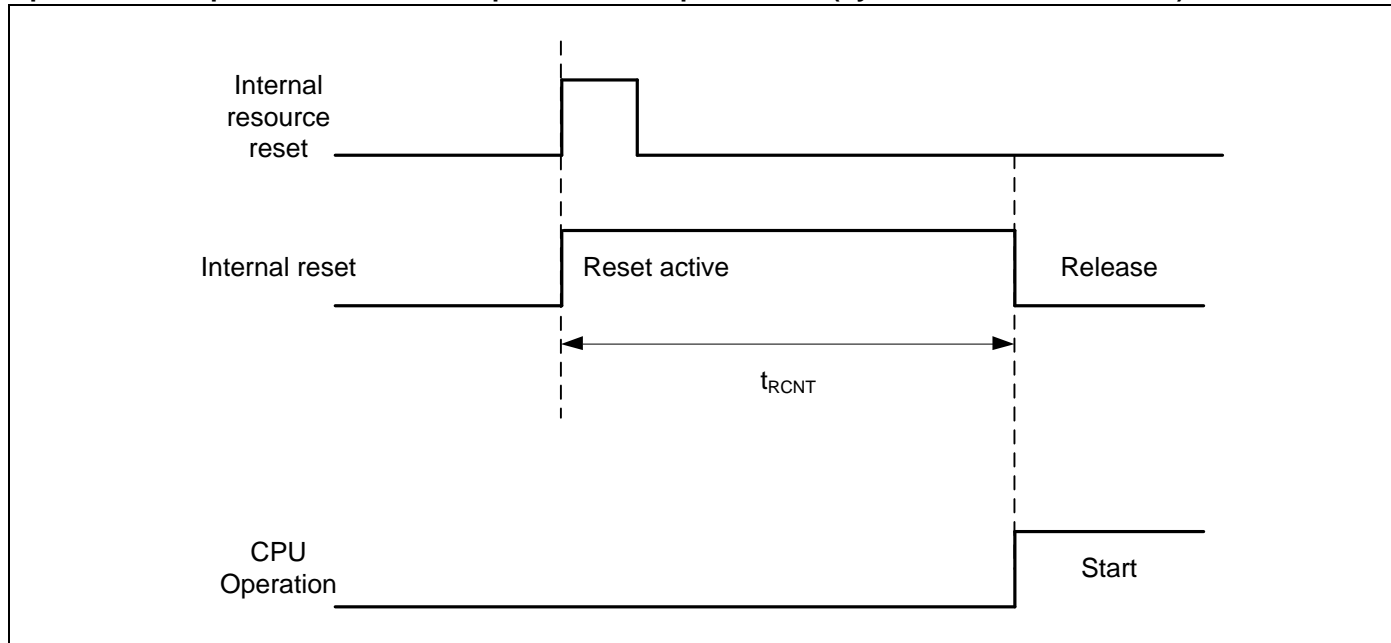 Internal
resource
reset
Internal reset
Reset active
Release
tRCNT
CPU
Operation
Start